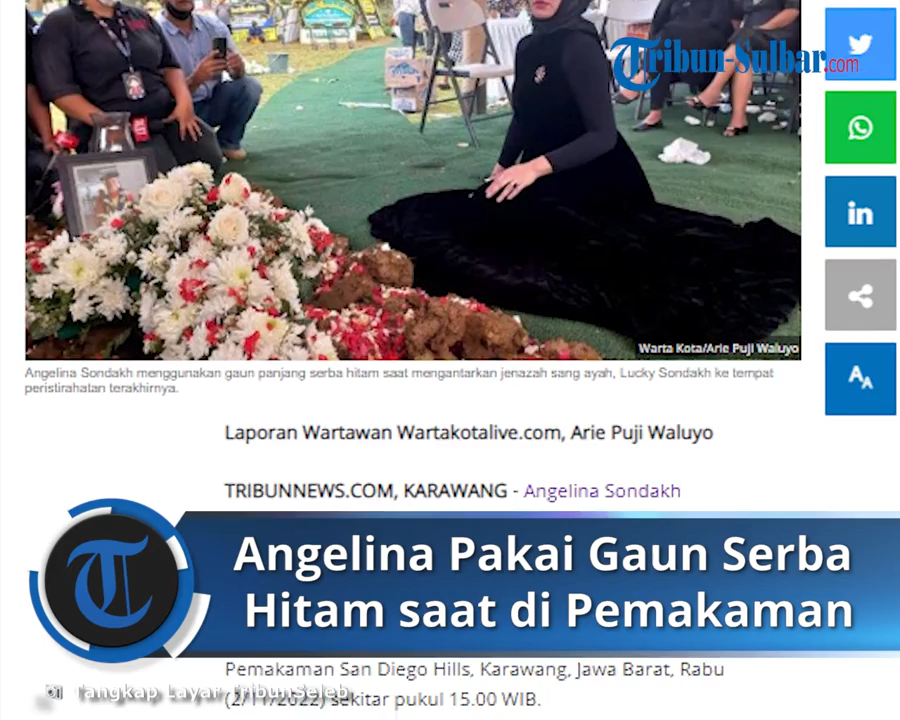 Tribun-Sulbar.com
Warta Kota/Arie Puji Waluyo
Angelina Sondakh menggunakan gaun panjang serba hitam saat mengantarkan jenazah sang ayah, Lucky Sondakh ke tempat
peristirahatan terakhirnya.
Laporan Wartawan Wartakotalive.com, Arie Puji Waluyo
TRIBUNNEWS.COM, KARAWANG - Angelina Sondakh
Angelina Pakai Gaun Serba
Hitam saat di Pemakaman
Pemakaman San Diego Hills, Karawang, Jawa Barat, Rabu
(2/11/2022) sekitar pukul 15.00 WIB.
Tangkap Layar TribunSeleb